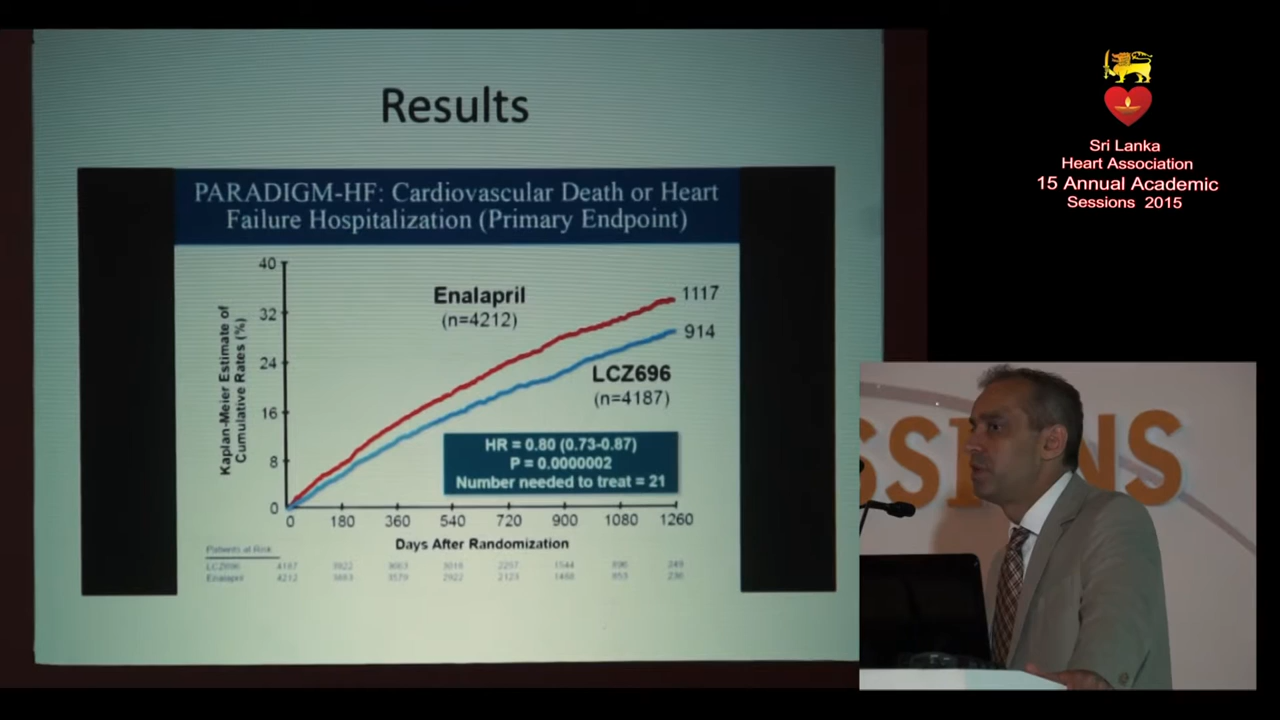 Results
PARADIGM-HF: Cardiovascular Death or Heart
Failure Hospitalization (Primary Endpoint)
40
32
24
16
8
0
Kaplan-Meier Estimate of
Cumulative Rates (%)
Enalapril
(n=4212)
1117
914
LCZ696
(n=4187)
HR = 0.80 (0.73-0.87)
P = 0.0000002
Number needed to treat = 21
0 180 360 540 720 900 1080 1260
Days After Randomization
Patients at Risk
LCZ696 4187
Enalapril 4212
Sri Lanka
Heart Association
15 Annual Academic
Sessions 2015